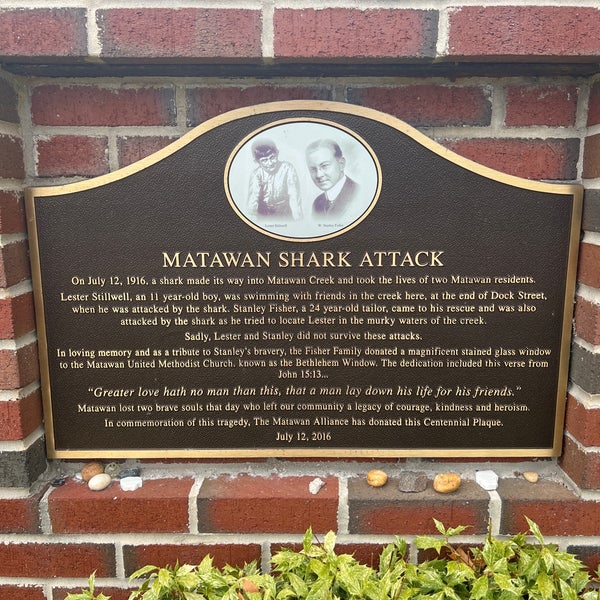 Lester Stillwell
W. Stanley Fisher
MATAWAN SHARK ATTACK
On July 12, 1916, a shark made its way into Matawan Creek and took the lives of two Matawan residents.
Lester Stillwell, an 11 year-old boy, was swimming with friends in the creek here, at the end of Dock Street,
when he was attacked by the shark. Stanley Fisher, a 24 year-old tailor, came to his rescue and was also
attacked by the shark as he tried to locate Lester in the murky waters of the creek.
Sadly, Lester and Stanley did not survive these attacks.
In loving memory and as a tribute to Stanley's bravery, the Fisher Family donated a magnificent stained glass window
to the Matawan United Methodist Church. known as the Bethlehem Window. The dedication included this verse from
John 15:13...
"Greater love hath no man than this, that a man lay down his life for his friends."
Matawan lost two brave souls that day who left our community a legacy of courage, kindness and heroism.
In commemoration of this tragedy, The Matawan Alliance has donated this Centennial Plaque.
July 12, 2016